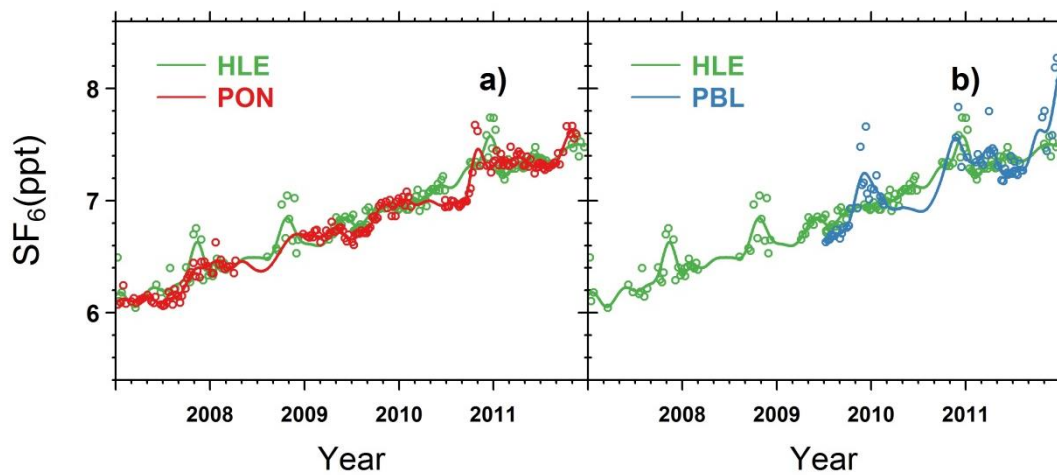 HLE
PON
a)
HLE
PBL
b)
8
7
6
SF₆(ppt)
2008 2009 2010 2011
2008 2009 2010 2011
Year
Year